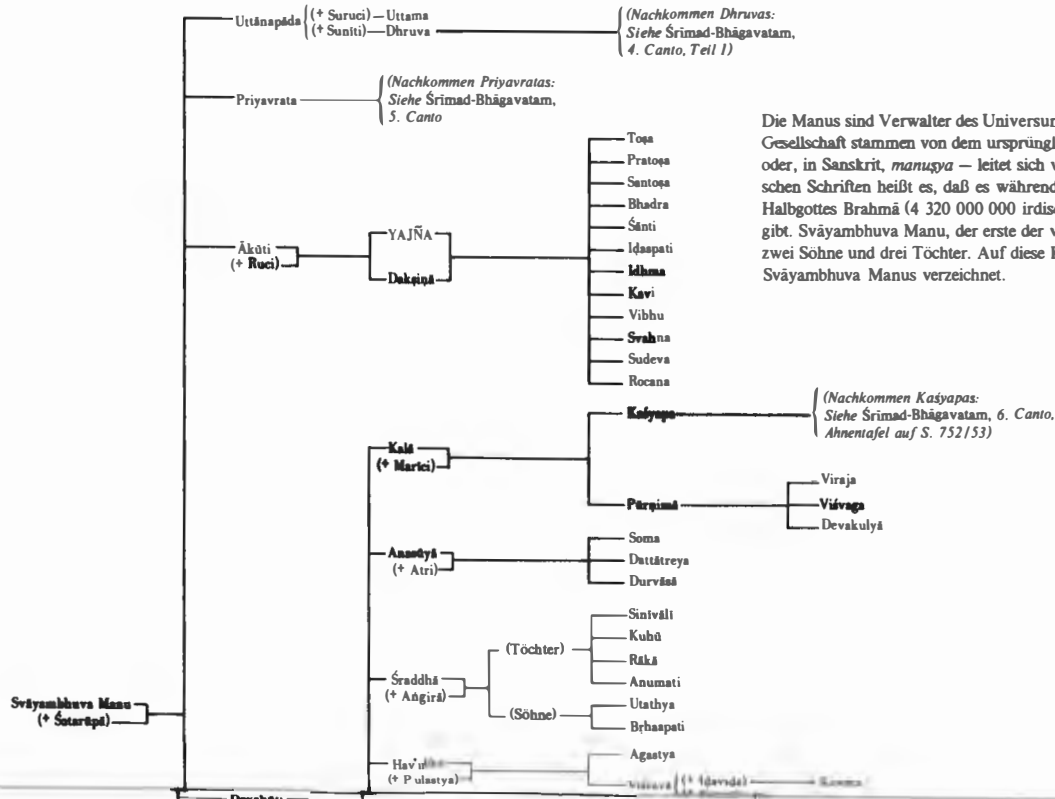 Uttānapāda
(+ Suruci) — Uttama
(+ Sunīti) — Dhruva
(Nachkommen Dhruvas:
Siehe Śrīmad-Bhāgavatam,
4. Canto, Teil 1)
Priyavrata
(Nachkommen Priyavratas:
Siehe Śrīmad-Bhāgavatam,
5. Canto
Die Manus sind Verwalter des
Gesellschaft stammen von dem
oder, in Sanskrit, manuṣya — leitet sich
schen Schriften heißt es, daß es während
Halbgottes Brahmā (4 320 000 000
gibt. Svāyambhuva Manu, der erste der
zwei Söhne und drei Töchter. Auf diese
Svāyambhuva Manus verzeichnet.
Ākūti
(+ Ruci)
YAJÑA
Dakṣiṇā
Toṣa
Pratoṣa
Santoṣa
Bhadra
Śānti
Iḍaspati
Idhma
Kavi
Vibhu
Svahna
Sudeva
Rocana
Kalā
(+ Marīci)
Kaśyapa
(Nachkommen Kaśyapas:
Siehe Śrīmad-Bhāgavatam, 6. Canto,
Ahnentafel auf S. 752/53)
Pūrṇimā
Viraja
Viśvaga
Devakulyā
Anasūyā
(+ Atri)
Soma
Dattātreya
Durvāsā
Śraddhā
(+ Aṅgirā)
(Töchter)
Sinīvālī
Kuhū
Rākā
Anumati
(Söhne)
Utathya
Bṛhaspati
Svāyambhuva Manu
(+ Śatarūpā)
(+ Pulastya)
Agastya